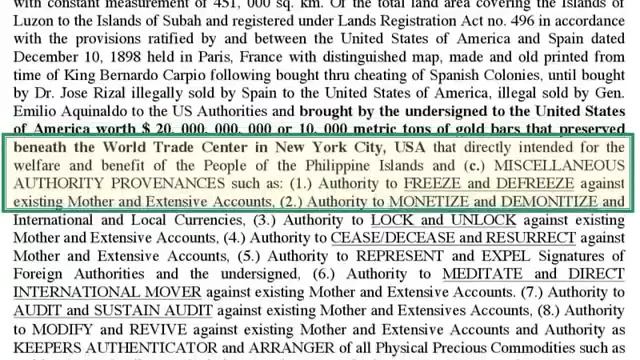 with constant measurement of 451, 000 sq. km. Of the total land area covering the Islands of
Luzon to the Islands of Subah and registered under Lands Registration Act no. 496 in accordance
with the provisions ratified by and between the United States of America and Spain dated
December 10, 1898 held in Paris, France with distinguished map, made and old printed from
time of King Bernardo Carpio following bought thru cheating of Spanish Colonies, until bought
by Dr. Jose Rizal illegally sold by Spain to the United States of America, illegal sold by Gen.
Emilio Aquinaldo to the US Authorities and brought by the undersigned to the United States
of America worth $ 20, 000, 000, 000 or 10, 000 metric tons of gold bars that preserved
beneath the World Trade Center in New York City, USA that directly intended for the
welfare and benefit of the People of the Philippine Islands and (c.) MISCELLANEOUS
AUTHORITY PROVENANCES such as: (1.) Authority to FREEZE and DEFREEZE against
existing Mother and Extensive Accounts, (2.) Authority to MONETIZE and DEMONITIZE and
International and Local Currencies, (3.) Authority to LOCK and UNLOCK against existing
Mother and Extensive Accounts, (4.) Authority to CEASE/DECEASE and RESURRECT against
Mother and Extensive Accounts, (5.) Authority to REPRESENT and EXPEL Signatures of
Foreign Authorities and the undersigned, (6.) Authority to MEDITATE and DIRECT
INTERNATIONAL MOVER against existing Mother and Extensive Accounts. (7.) Authority to
AUDIT and SUSTAIN AUDIT against existing Mother and Extensives Accounts, (8.) Authority
to MODIFY and REVIVE against existing Mother and Extensive Accounts and Authority as
KEEPERS AUTHENTICATOR and ARRANGER of all Physical Precious Commodities such as